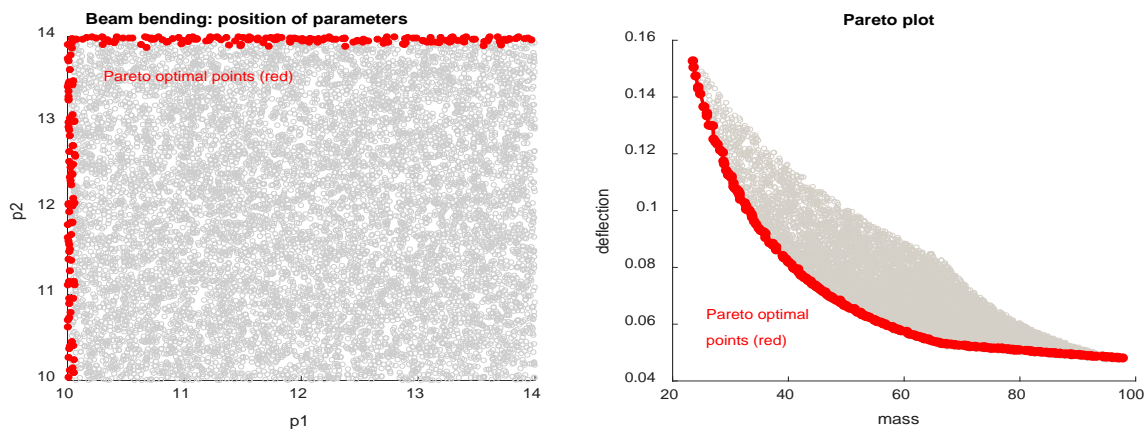 Beam bending: position of parameters
14
13
12
11
10
p2
Pareto optimal points (red)
10
11
12
13
14
p1
Pareto plot
0.16
0.14
0.12
0.1
0.08
0.06
0.04
deflection
Pareto optimal
points (red)
20
40
60
80
100
mass